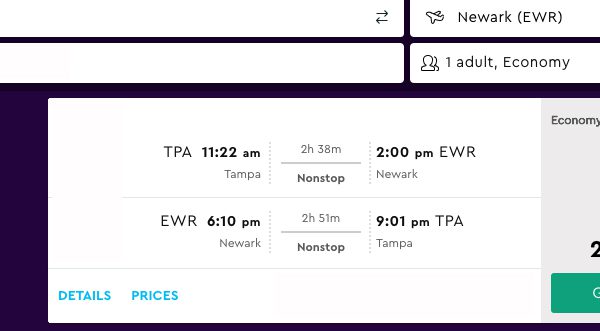 Newark (EWR)
1 adult, Economy
Economy
TPA 11:22 am 2h 38m 2:00 pm EWR
Tampa Nonstop Newark
EWR 6:10 pm 2h 51m 9:01 pm TPA
Newark Nonstop Tampa
2
DETAILS PRICES